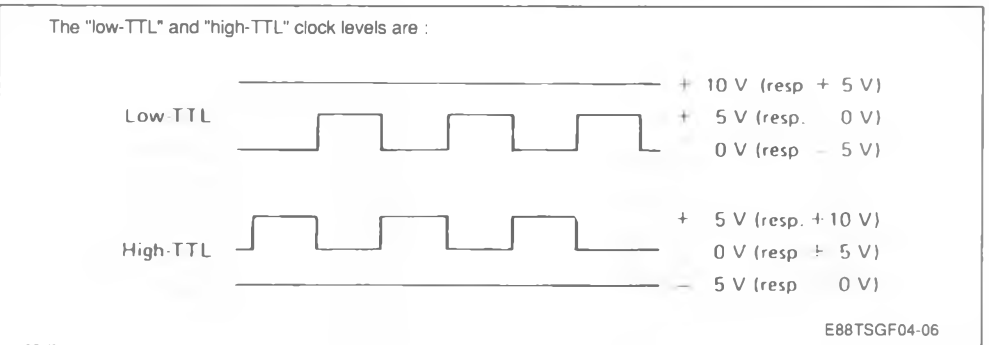 The "low-TTL" and "high-TTL" clock levels are :
+ 10 V (resp + 5 V)
Low-TTL + 5 V (resp. 0 V)
0 V (resp – 5 V)
+ 5 V (resp. + 10 V)
High-TTL 0 V (resp + 5 V)
– 5 V (resp 0 V)
E88TSGF04-06